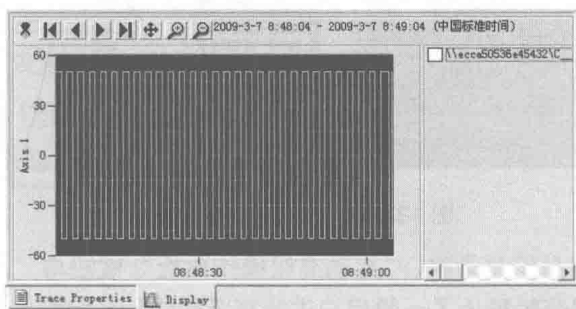 2009-3-7 8:48:04 - 2009-3-7 8:49:04 (中国标准时间)
\\ecca50536e45432\C__
60
30
0
-30
-60
Axis 1
08:48:30
08:49:00
Trace Properties
Display